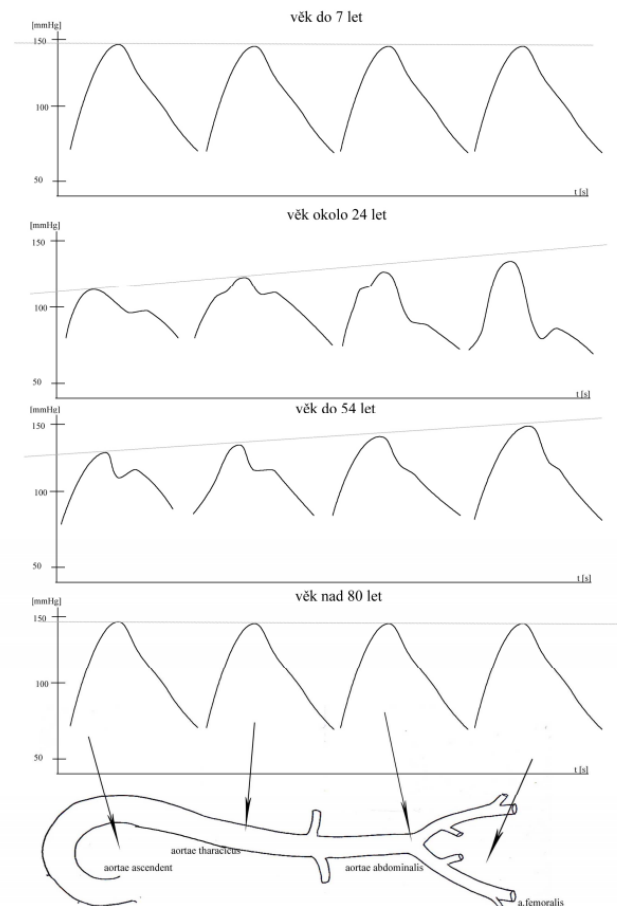 věk do 7 let
[mmHg]
150
100
50
t [s]
věk okolo 24 let
[mmHg]
150
100
50
t [s]
věk do 54 let
[mmHg]
150
100
50
t [s]
věk nad 80 let
[mmHg]
150
100
50
t [s]
aortae tharacicus
aortae ascendent
aortae abdominalis
a.femoralis